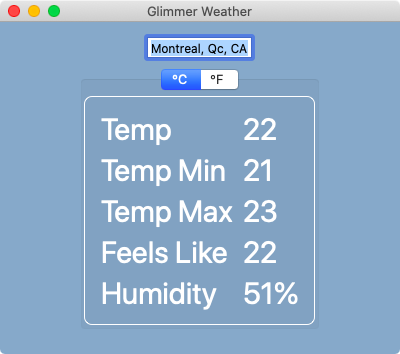 Glimmer Weather
Montreal, Qc, CA
°C °F
Temp 22
Temp Min 21
Temp Max 23
Feels Like 22
Humidity 51%